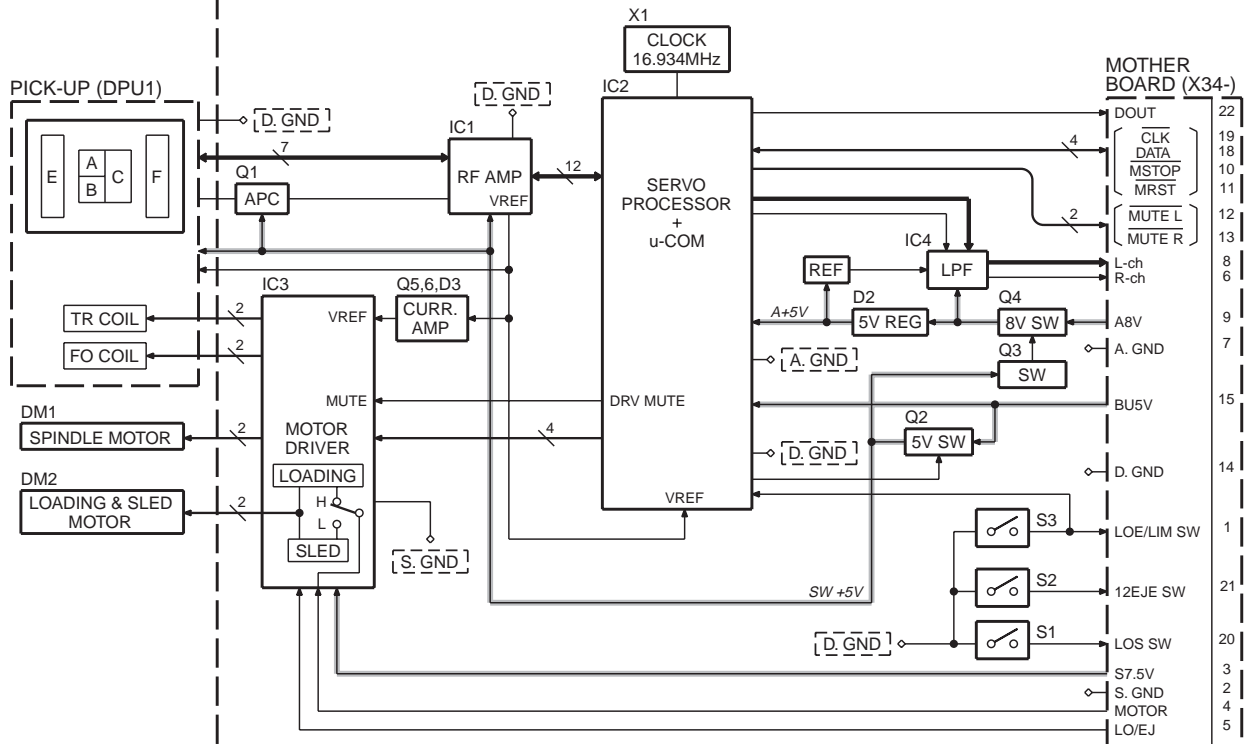 X1
CLOCK
16.934MHz
MOTHER
BOARD (X34-)
PICK-UP (DPU1)
D. GND
D. GND
IC1
IC2
DOUT 22
7
E
A
B
C
F
Q1
APC
RF AMP
VREF
12
SERVO
PROCESSOR
+
u-COM
4
CLK 19
DATA 18
MSTOP 10
MRST 11
2
MUTE L 12
MUTE R 13
IC4
REF
LPF
L-ch 8
R-ch 6
IC3
Q5,6,D3
TR COIL
2
VREF
CURR.
AMP
A+5V
D2
5V REG
Q4
8V SW
A8V 9
FO COIL
2
A. GND
Q3
SW
A. GND 7
DM1
SPINDLE MOTOR
2
MUTE
MOTOR
DRIVER
DRV MUTE
4
BU5V 15
Q2
5V SW
D. GND
D. GND 14
DM2
LOADING & SLED
MOTOR
2
LOADING
H
L
SLED
VREF
S. GND
S3
LOE/LIM SW 1
SW +5V
S2
12EJE SW 21
D. GND
S1
LOS SW 20
S7.5V 3
S. GND 2
MOTOR 4
LO/EJ 5